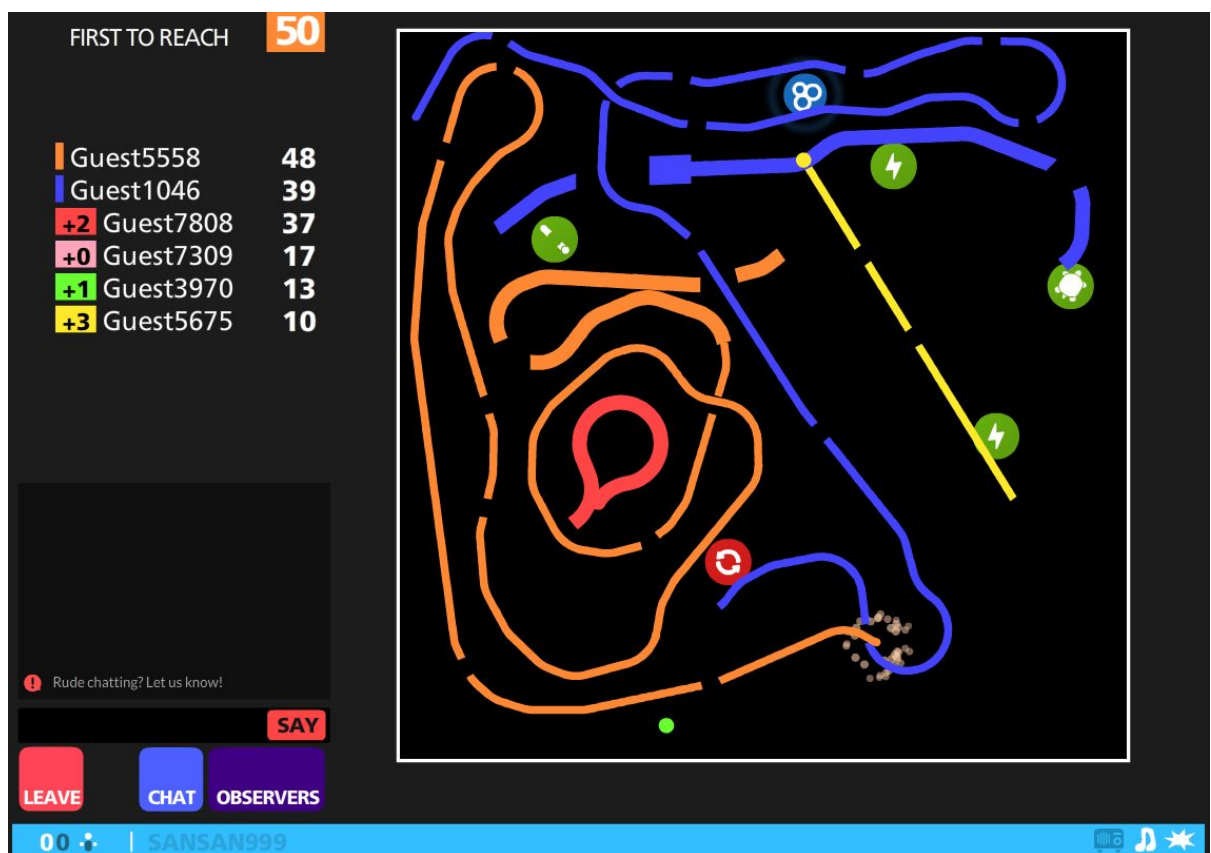 FIRST TO REACH 50
Guest5558 48
Guest1046 39
+2 Guest7808 37
+0 Guest7309 17
+1 Guest3970 13
+3 Guest5675 10
Rude chatting? Let us know!
SAY
LEAVE CHAT OBSERVERS
00 | SANSAN999